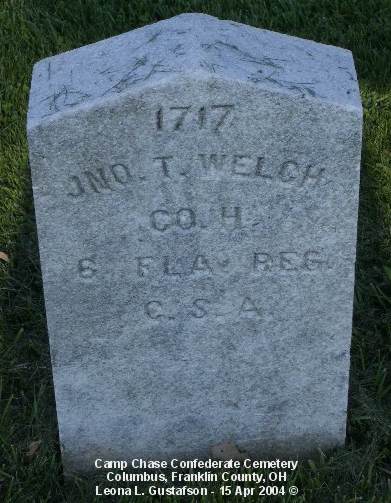 1717
JNO. T. WELCH
CO. H.
6 FLA. REG.
C. S. A.
Camp Chase Confederate Cemetery
Columbus, Franklin County, OH
Leona L. Gustafson - 15 Apr 2004 ©